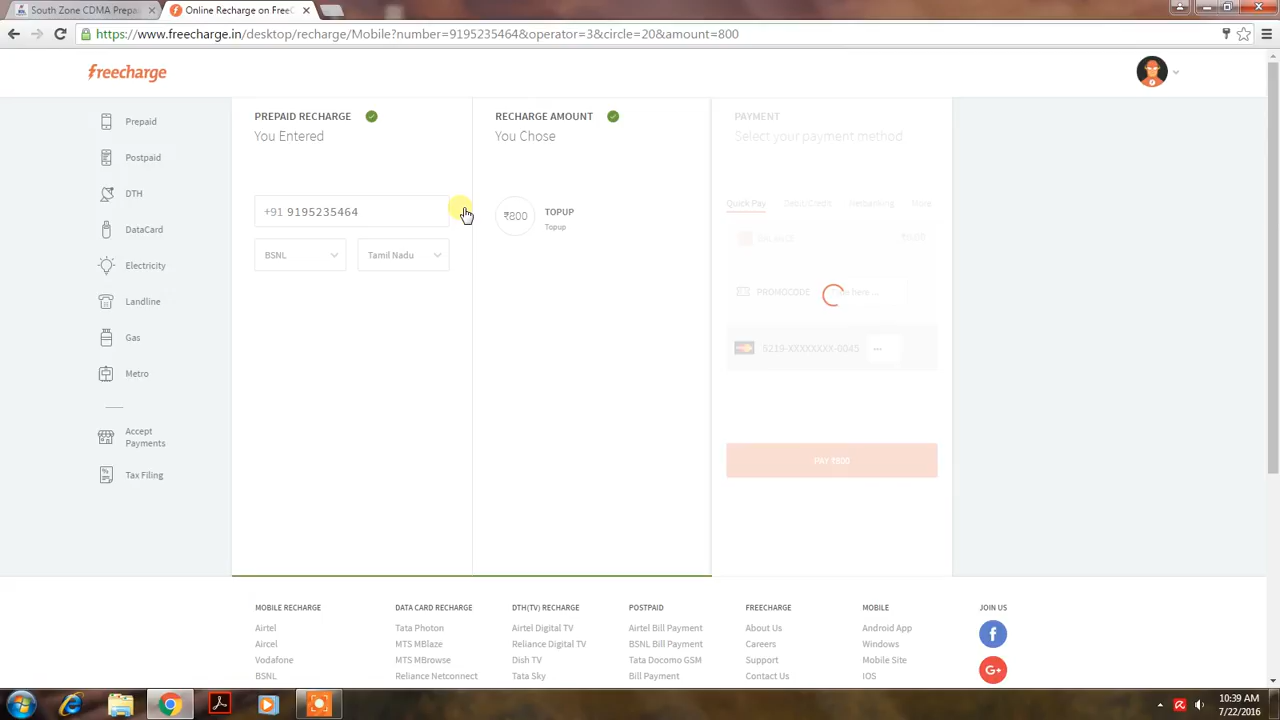 South Zone CDMA Prepa
Online Recharge on FreeC
https://www.freecharge.in/desktop/recharge/Mobile?number=9195235464&operator=3&circle=20&amount=800
freecharge
Prepaid
Postpaid
DTH
DataCard
Electricity
Landline
Gas
Metro
Accept
Payments
Tax Filing
PREPAID RECHARGE
You Entered
+91 9195235464
BSNL
Tamil Nadu
RECHARGE AMOUNT
You Chose
₹800
TOPUP
Topup
PAYMENT
Select your payment method
Quick Pay Debit/Credit Netbanking More
PROMOCODE
here ...
PAY ₹800
MOBILE RECHARGE
Airtel
Aircel
Vodafone
BSNL
DATA CARD RECHARGE
Tata Photon
MTS MBlaze
MTS MBrowse
Reliance Netconnect
DTH(TV) RECHARGE
Airtel Digital TV
Reliance Digital TV
Dish TV
Tata Sky
POSTPAID
Airtel Bill Payment
BSNL Bill Payment
Tata Docomo GSM
Bill Payment
FREECHARGE
About Us
Careers
Support
Contact Us
MOBILE
Android App
Windows
Mobile Site
IOS
JOIN US
10:39 AM
7/22/2016